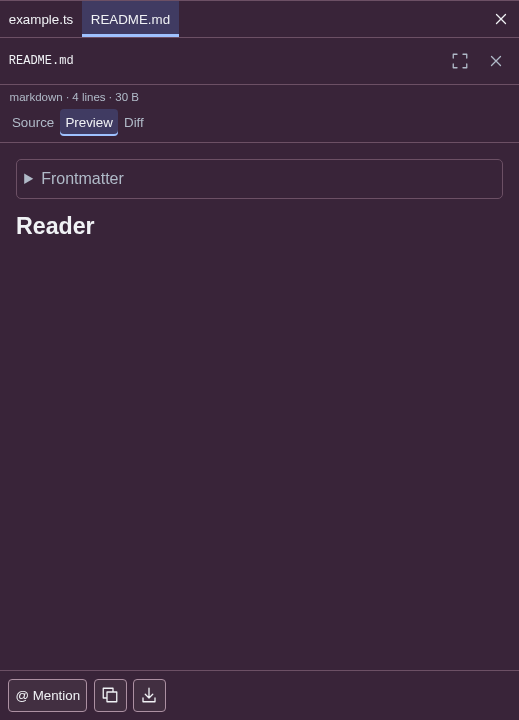 example.ts README.md
README.md
markdown · 4 lines · 30 B
Source Preview Diff
Frontmatter
Reader
@ Mention